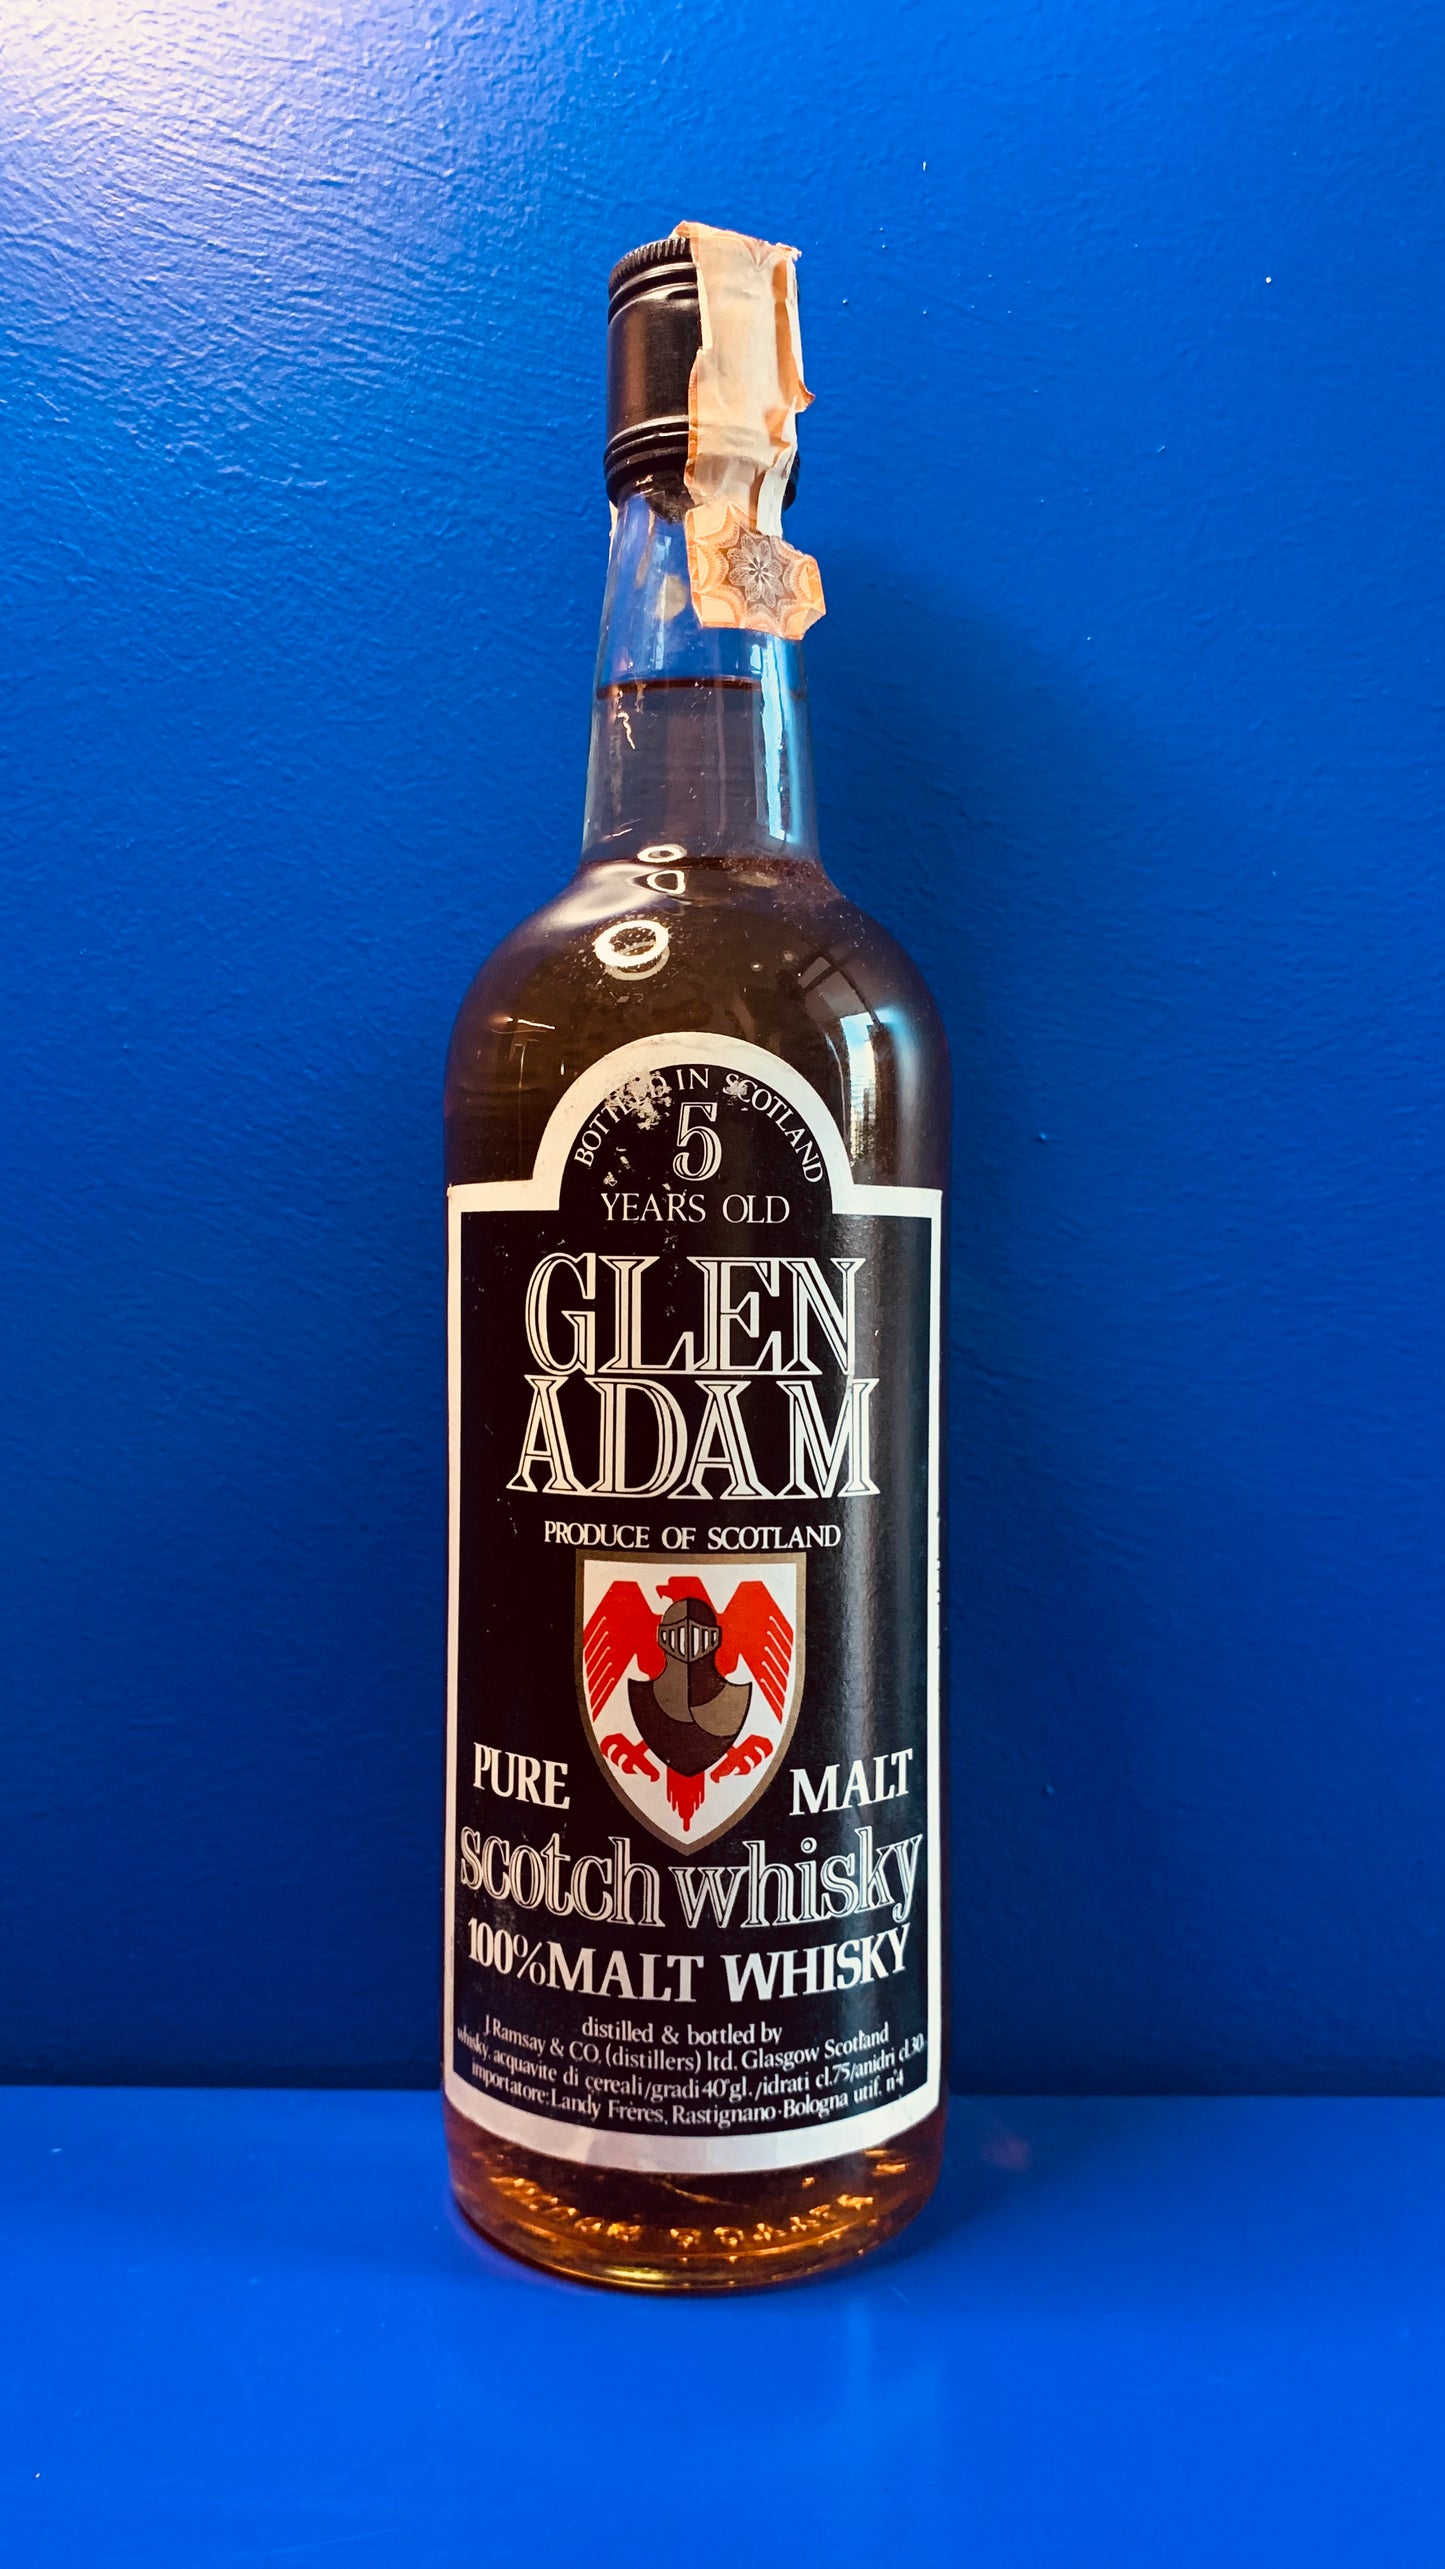 BOTTLED IN SCOTLAND
5
YEARS OLD
GLEN
ADAM
PRODUCE OF SCOTLAND
PURE MALT
scotch whisky
100% MALT WHISKY
distilled & bottled by
J. Ramsay & CO. (distillers) ltd. Glasgow Scotland
whisky, acquavite di cereali/gradi 40°gl./idrati cl.75/anidri cl.30
importatore: Landy Frères, Rastignano-Bologna utif. n°4